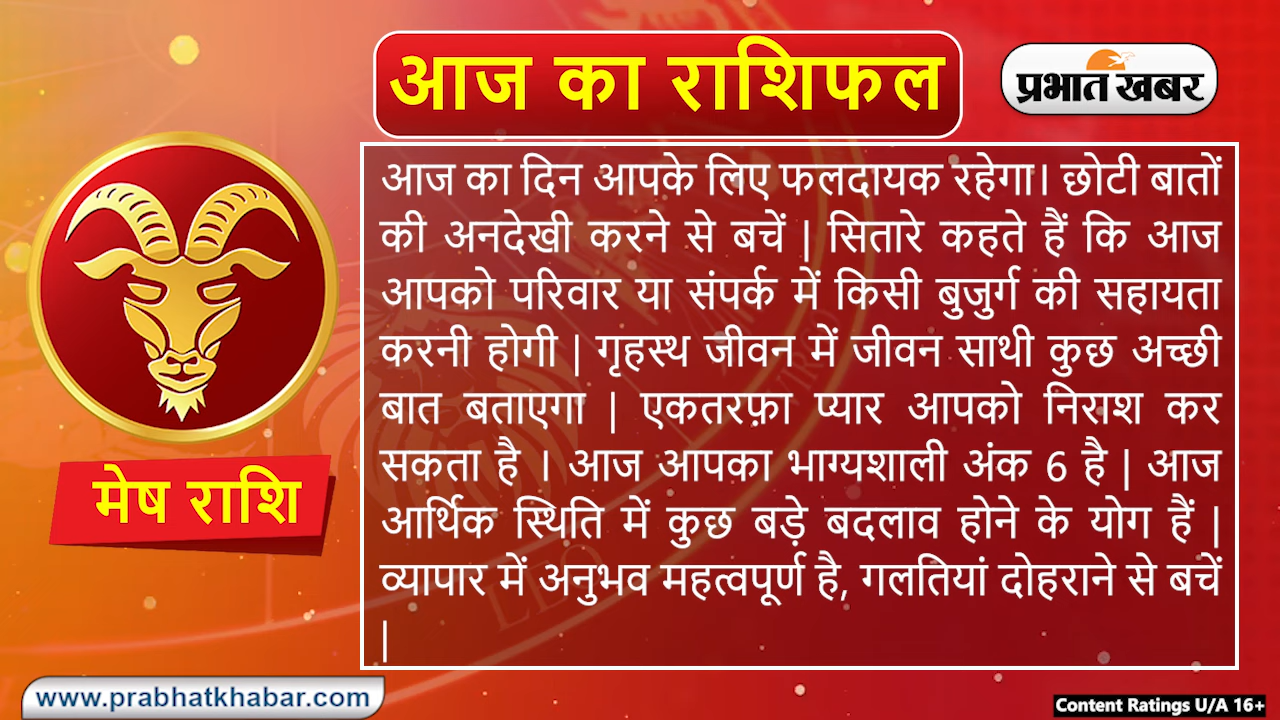 आज का राशिफल
प्रभात खबर
आज का दिन आपके लिए फलदायक रहेगा। छोटी बातों
की अनदेखी करने से बचें | सितारे कहते हैं कि आज
आपको परिवार या संपर्क में किसी बुजुर्ग की सहायता
करनी होगी | गृहस्थ जीवन में जीवन साथी कुछ अच्छी
बात बताएगा | एकतरफ़ा प्यार आपको निराश कर
सकता है । आज आपका भाग्यशाली अंक 6 है | आज
आर्थिक स्थिति में कुछ बड़े बदलाव होने के योग हैं |
व्यापार में अनुभव महत्वपूर्ण है, गलतियां दोहराने से बचें
|
मेष राशि
www.prabhatkhabar.com
Content Ratings U/A 16+